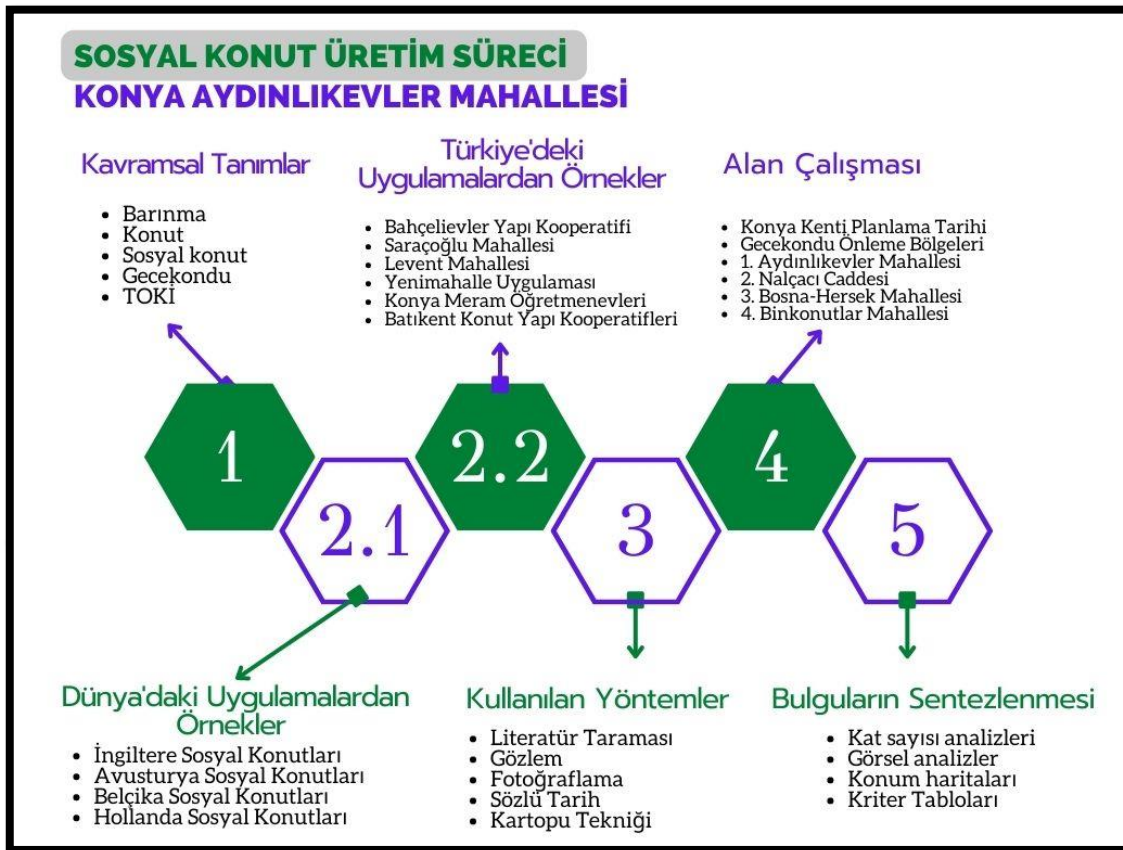 SOSYAL KONUT ÜRETİM SÜRECİ
KONYA AYDINLIKEVLER MAHALLESİ
Kavramsal Tanımlar
• Barınma
• Konut
• Sosyal konut
• Gecekondu
• TOKİ
Türkiye'deki
Uygulamalardan Örnekler
• Bahçelievler Yapı Kooperatifi
• Saraçoğlu Mahallesi
• Levent Mahallesi
• Yenimahalle Uygulaması
• Konya Meram Öğretmenevleri
• Batıkent Konut Yapı Kooperatifleri
Alan Çalışması
• Konya Kenti Planlama Tarihi
• Gecekondu Önleme Bölgeleri
• 1. Aydınlıkevler Mahallesi
• 2. Nalçacı Caddesi
• 3. Bosna-Hersek Mahallesi
• 4. Binkonutlar Mahallesi
1
2.1
2.2
3
4
5
Dünya'daki Uygulamalardan
Örnekler
• İngiltere Sosyal Konutları
• Avusturya Sosyal Konutları
• Belçika Sosyal Konutları
• Hollanda Sosyal Konutları
Kullanılan Yöntemler
• Literatür Taraması
• Gözlem
• Fotoğraflama
• Sözlü Tarih
• Kartopu Tekniği
Bulguların Sentezlenmesi
• Kat sayısı analizleri
• Görsel analizler
• Konum haritaları
• Kriter Tabloları